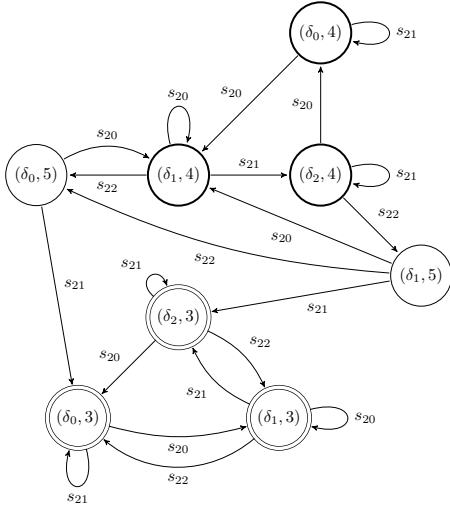 (δ₀, 4)
s₂₁
s₂₀
s₂₀
s₂₀
s₂₀
(δ₀, 5)
(δ₁, 4)
s₂₁
(δ₂, 4)
s₂₁
s₂₂
s₂₂
s₂₀
s₂₂
(δ₁, 5)
s₂₁
s₂₁
s₂₁
(δ₂, 3)
s₂₀
s₂₂
s₂₁
(δ₀, 3)
(δ₁, 3)
s₂₀
s₂₀
s₂₂
s₂₁